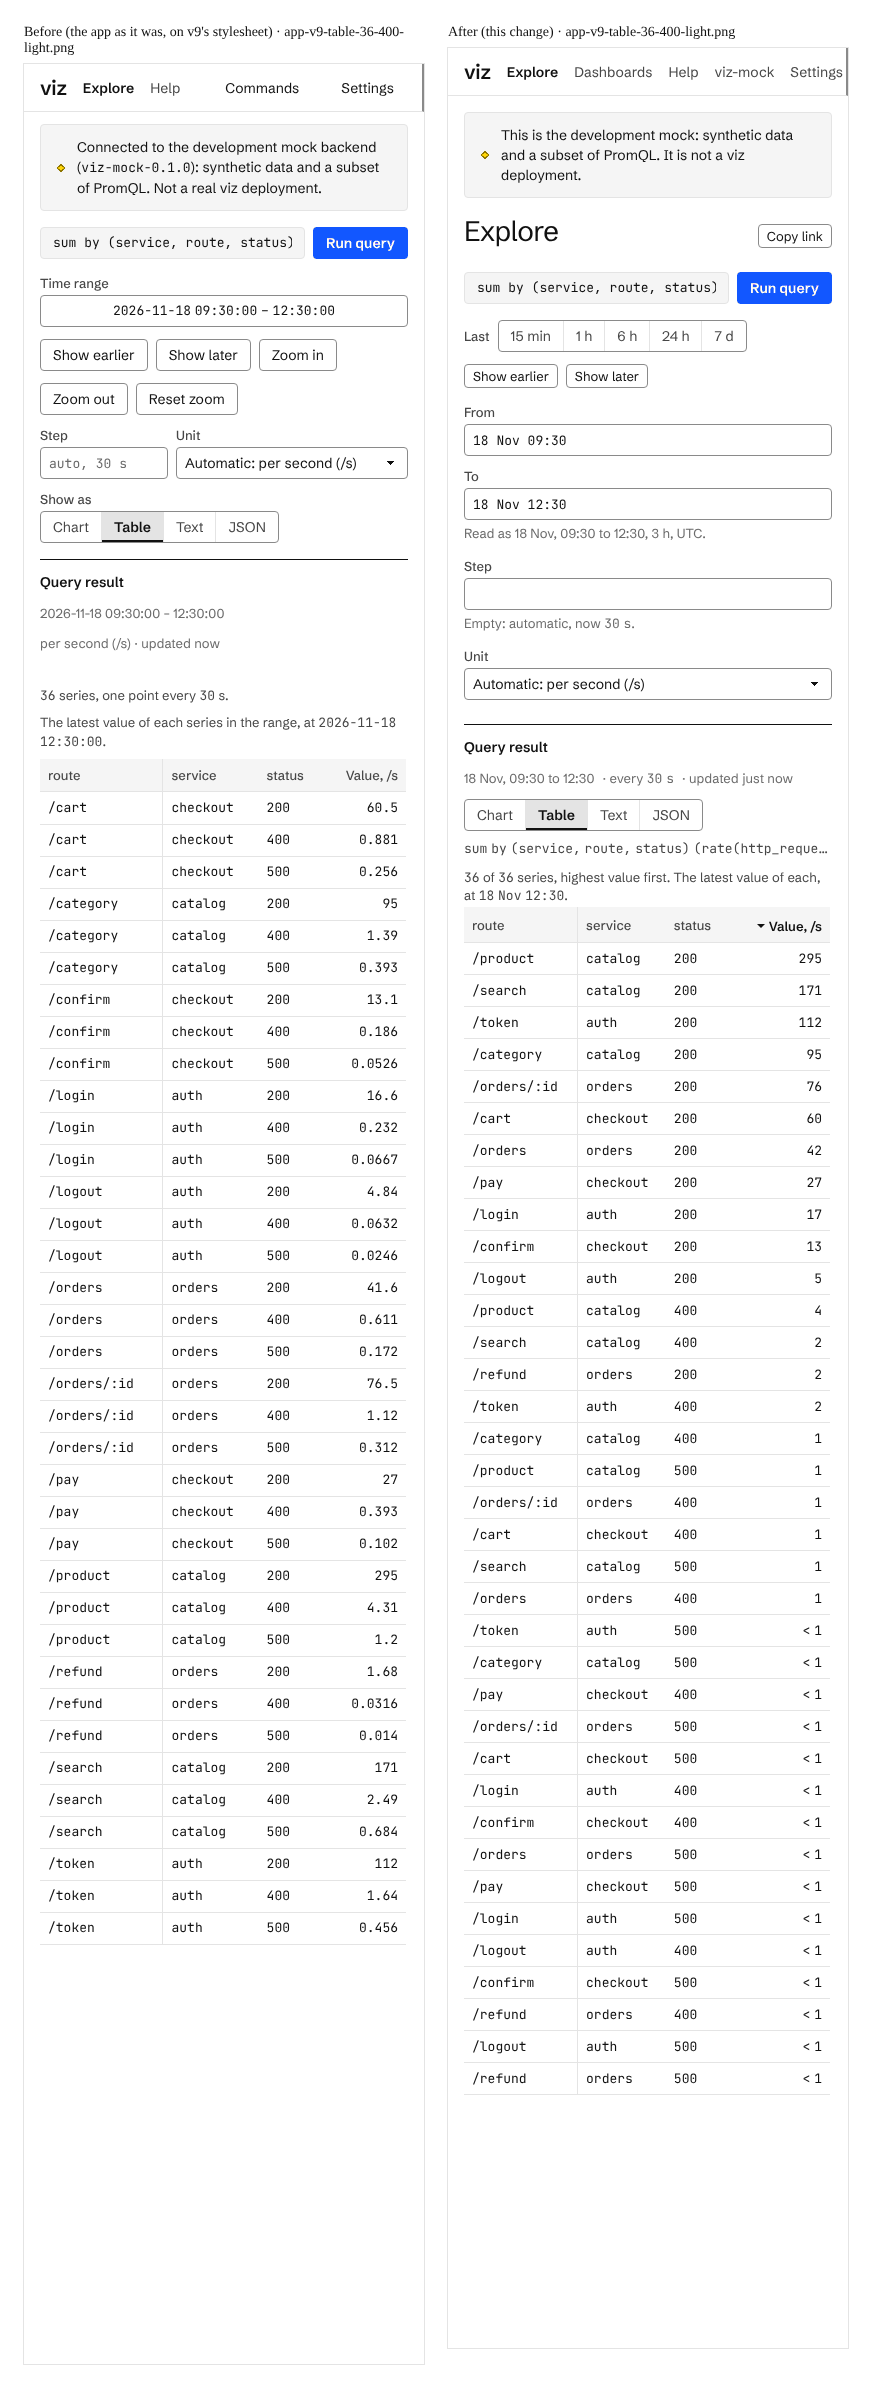 Before (the app as it was, on v9's stylesheet) · app-v9-table-36-400-
light.png
viz Explore Help Commands Settings
Connected to the development mock backend
(viz-mock-0.1.0): synthetic data and a subset
of PromQL. Not a real viz deployment.
sum by (service, route, status) Run query
Time range
2026-11-18 09:30:00 – 12:30:00
Show earlier Show later Zoom in
Zoom out Reset zoom
Step Unit
auto, 30 s Automatic: per second (/s)
Show as
Chart Table Text JSON
Query result
2026-11-18 09:30:00 – 12:30:00
per second (/s) · updated now
36 series, one point every 30 s.
The latest value of each series in the range, at 2026-11-18
12:30:00.
route service status Value, /s
/cart checkout 200 60.5
/cart checkout 400 0.881
/cart checkout 500 0.256
/category catalog 200 95
/category catalog 400 1.39
/category catalog 500 0.393
/confirm checkout 200 13.1
/confirm checkout 400 0.186
/confirm checkout 500 0.0526
/login auth 200 16.6
/login auth 400 0.232
/login auth 500 0.0667
/logout auth 200 4.84
/logout auth 400 0.0632
/logout auth 500 0.0246
/orders orders 200 41.6
/orders orders 400 0.611
/orders orders 500 0.172
/orders/:id orders 200 76.5
/orders/:id orders 400 1.12
/orders/:id orders 500 0.312
/pay checkout 200 27
/pay checkout 400 0.393
/pay checkout 500 0.102
/product catalog 200 295
/product catalog 400 4.31
/product catalog 500 1.2
/refund orders 200 1.68
/refund orders 400 0.0316
/refund orders 500 0.014
/search catalog 200 171
/search catalog 400 2.49
/search catalog 500 0.684
/token auth 200 112
/token auth 400 1.64
/token auth 500 0.456
After (this change) · app-v9-table-36-400-light.png
viz Explore Dashboards Help viz-mock Settings
This is the development mock: synthetic data
and a subset of PromQL. It is not a viz
deployment.
Explore Copy link
sum by (service, route, status) Run query
Last 15 min 1 h 6 h 24 h 7 d
Show earlier Show later
From
18 Nov 09:30
To
18 Nov 12:30
Read as 18 Nov, 09:30 to 12:30, 3 h, UTC.
Step
Empty: automatic, now 30 s.
Unit
Automatic: per second (/s)
Query result
18 Nov, 09:30 to 12:30 · every 30 s · updated just now
Chart Table Text JSON
sum by (service, route, status) (rate(http_reque…
36 of 36 series, highest value first. The latest value of each,
at 18 Nov 12:30.
route service status Value, /s
/product catalog 200 295
/search catalog 200 171
/token auth 200 112
/category catalog 200 95
/orders/:id orders 200 76
/cart checkout 200 60
/orders orders 200 42
/pay checkout 200 27
/login auth 200 17
/confirm checkout 200 13
/logout auth 200 5
/product catalog 400 4
/search catalog 400 2
/refund orders 200 2
/token auth 400 2
/category catalog 400 1
/product catalog 500 1
/orders/:id orders 400 1
/cart checkout 400 1
/search catalog 500 1
/orders orders 400 1
/token auth 500 < 1
/category catalog 500 < 1
/pay checkout 400 < 1
/orders/:id orders 500 < 1
/cart checkout 500 < 1
/login auth 400 < 1
/confirm checkout 400 < 1
/orders orders 500 < 1
/pay checkout 500 < 1
/login auth 500 < 1
/logout auth 400 < 1
/confirm checkout 500 < 1
/refund orders 400 < 1
/logout auth 500 < 1
/refund orders 500 < 1